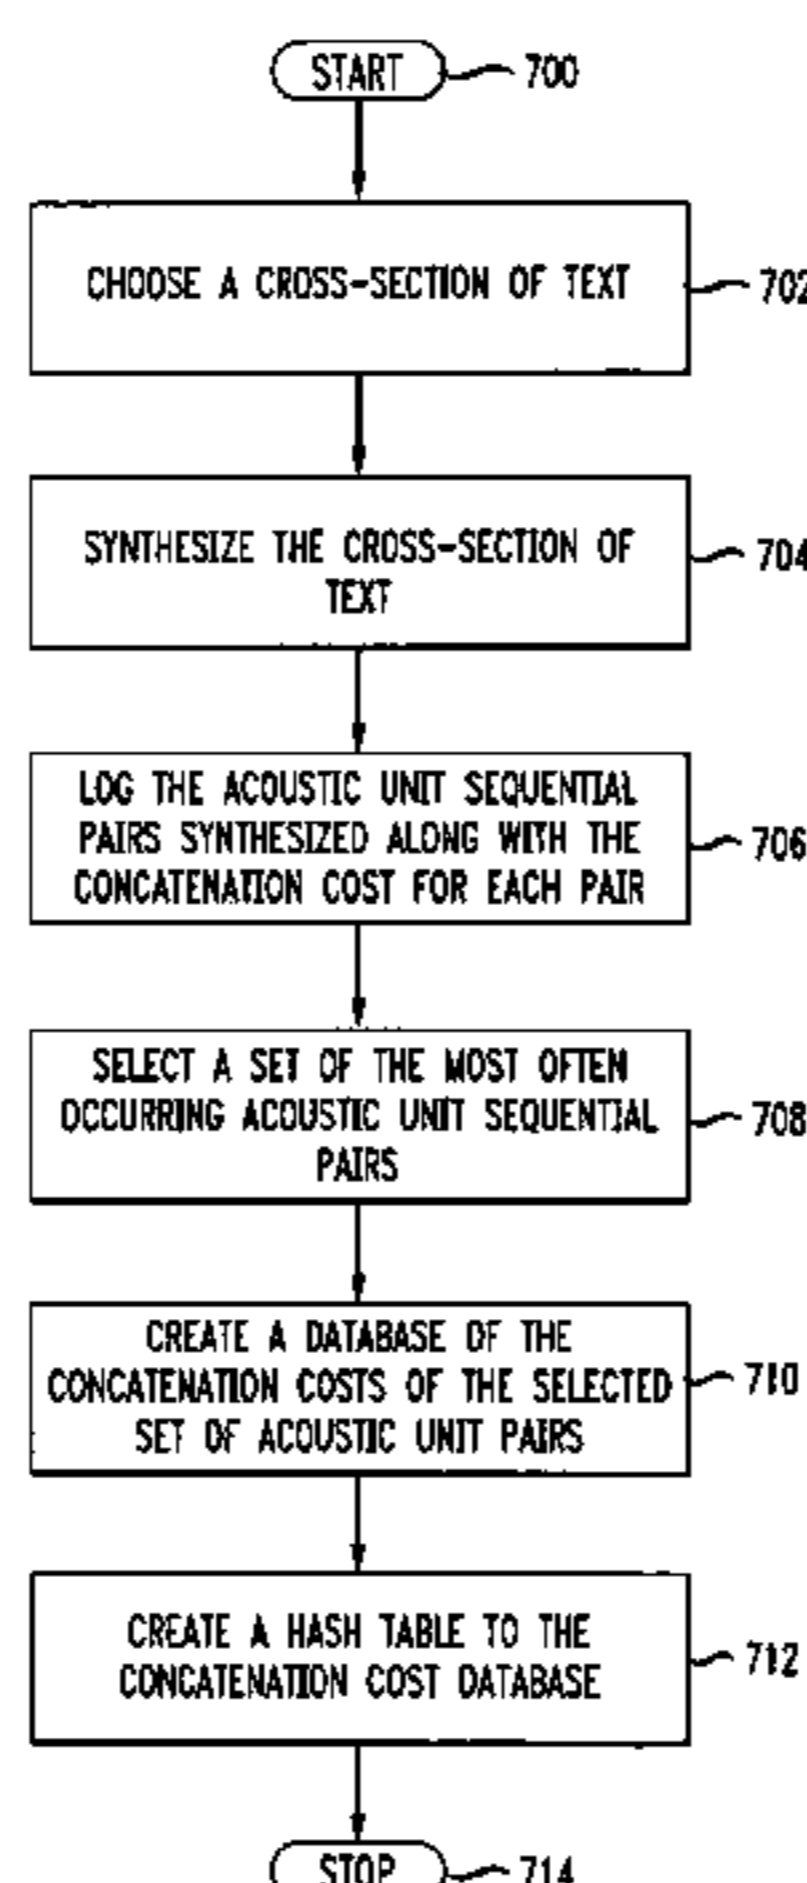 START 700
CHOOSE A CROSS-SECTION OF TEXT 702
SYNTHESIZE THE CROSS-SECTION OF
TEXT
704
LOG THE ACOUSTIC UNIT SEQUENTIAL
PAIRS SYNTHESIZED ALONG WITH THE
CONCATENATION COST FOR EACH PAIR
706
SELECT A SET OF THE MOST OFTEN
OCCURRING ACOUSTIC UNIT SEQUENTIAL
PAIRS
708
CREATE A DATABASE OF THE
CONCATENATION COSTS OF THE SELECTED
SET OF ACOUSTIC UNIT PAIRS
710
CREATE A HASH TABLE TO THE
CONCATENATION COST DATABASE
712
STOP 714